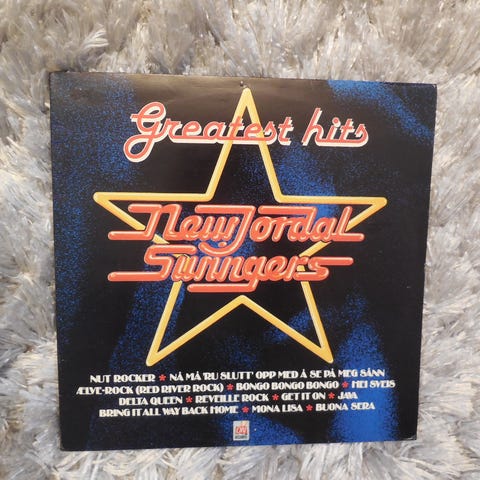 Greatest hits
New Jordal
Swingers
NUT ROCKER * NÅ MÅ 'RU SLUTT' OPP MED Å SE PÅ MEG SÅNN
ÆLVE-ROCK (RED RIVER ROCK) * BONGO BONGO BONGO * HEI SVEIS
DELTA QUEEN * REVEILLE ROCK * GET IT ON * JAVA
BRING IT ALL WAY BACK HOME * MONA LISA * BUONA SERA